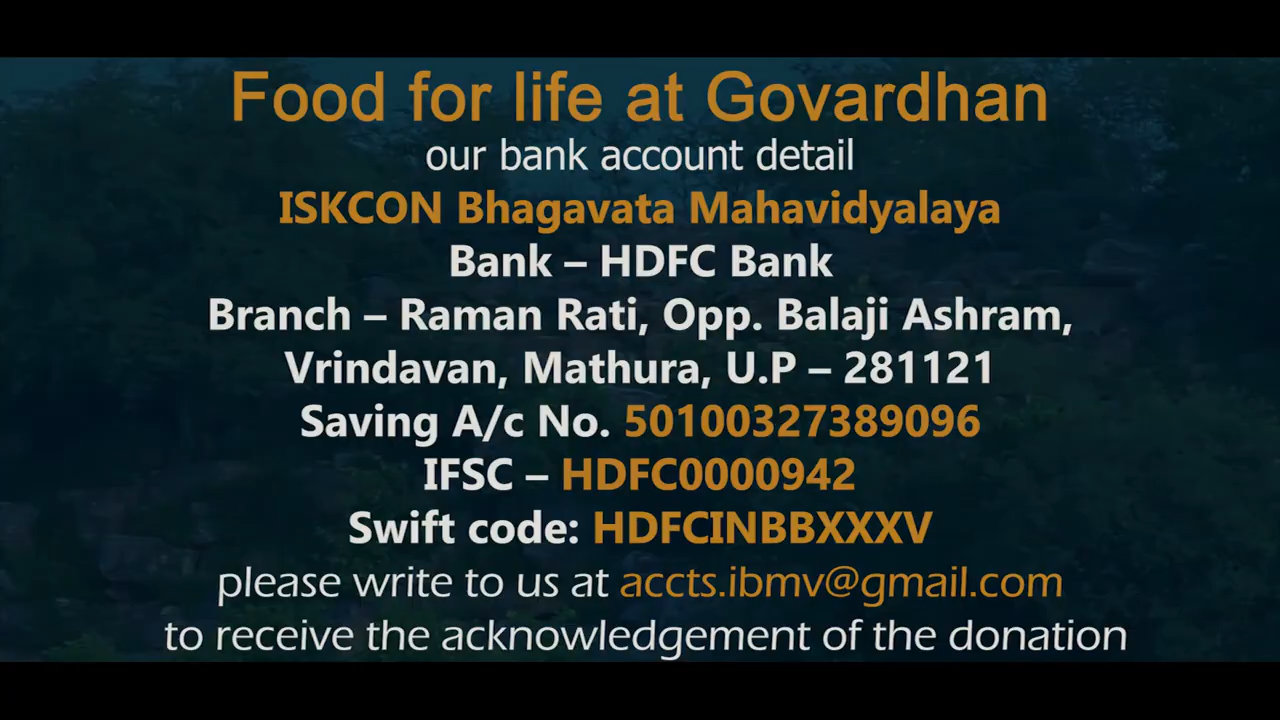 Food for life at Govardhan
our bank account detail
ISKCON Bhagavata Mahavidyalaya
Bank – HDFC Bank
Branch – Raman Rati, Opp. Balaji Ashram,
Vrindavan, Mathura, U.P – 281121
Saving A/c No. 50100327389096
IFSC – HDFC0000942
Swift code: HDFCINBBXXXV
please write to us at accts.ibmv@gmail.com
to receive the acknowledgement of the donation